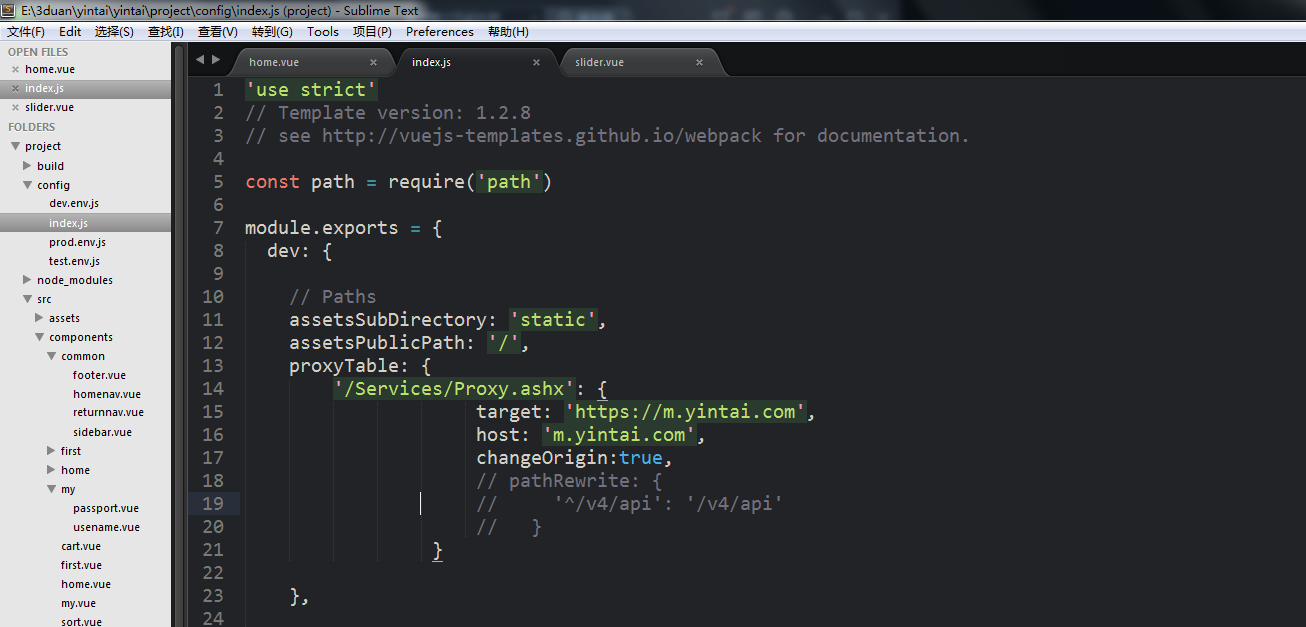 E:\3duan\yintai\yintai\project\config\index.js (project) - Sublime Text
文件(F) Edit 选择(S) 查找(I) 查看(V) 转到(G) Tools 项目(P) Preferences 帮助(H)
OPEN FILES
home.vue
index.js
slider.vue
FOLDERS
project
build
config
dev.env.js
index.js
prod.env.js
test.env.js
node_modules
src
assets
components
common
footer.vue
homenav.vue
returnnav.vue
sidebar.vue
first
home
my
passport.vue
usename.vue
cart.vue
first.vue
home.vue
my.vue
sort.vue
home.vue index.js slider.vue
1 'use strict'
2 // Template version: 1.2.8
3 // see http://vuejs-templates.github.io/webpack for documentation.
4
5 const path = require('path')
6
7 module.exports = {
8 dev: {
9
10 // Paths
11 assetsSubDirectory: 'static',
12 assetsPublicPath: '/',
13 proxyTable: {
14 '/Services/Proxy.ashx': {
15 target: 'https://m.yintai.com',
16 host: 'm.yintai.com',
17 changeOrigin:true,
18 // pathRewrite: {
19 // '^/v4/api': '/v4/api'
20 // }
21 }
22
23 },
24